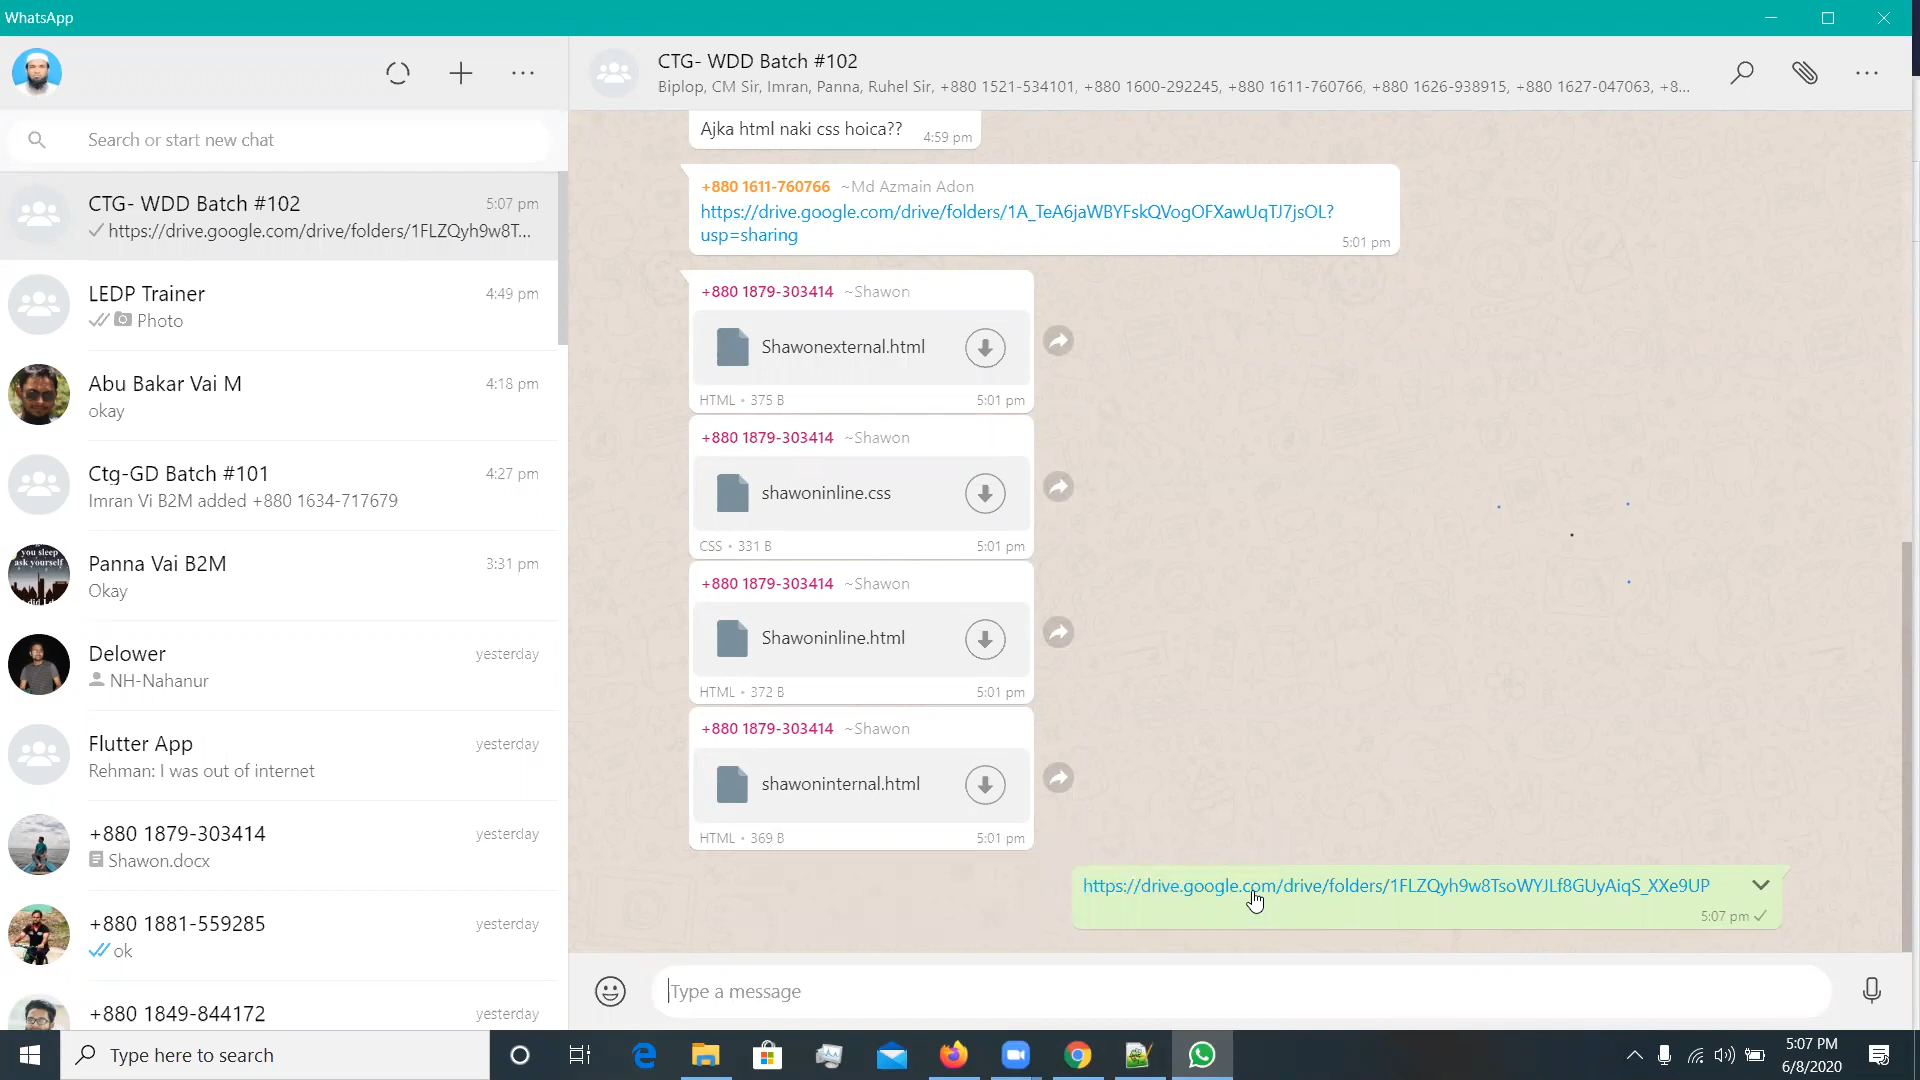 WhatsApp
Search or start new chat
CTG- WDD Batch #102
5:07 pm
https://drive.google.com/drive/folders/1FLZQyh9w8T...
LEDP Trainer
4:49 pm
Photo
Abu Bakar Vai M
4:18 pm
okay
Ctg-GD Batch #101
4:27 pm
Imran Vi B2M added +880 1634-717679
you sleep
ask yourself
Panna Vai B2M
3:31 pm
Okay
Delower
yesterday
NH-Nahanur
Flutter App
yesterday
Rehman: I was out of internet
+880 1879-303414
yesterday
Shawon.docx
+880 1881-559285
yesterday
ok
+880 1849-844172
yesterday
CTG- WDD Batch #102
Biplop, CM Sir, Imran, Panna, Ruhel Sir, +880 1521-534101, +880 1600-292245, +880 1611-760766, +880 1626-938915, +880 1627-047063, +8...
Ajka html naki css hoica??
4:59 pm
+880 1611-760766 ~Md Azmain Adon
https://drive.google.com/drive/folders/1A_TeA6jaWBYFskQVogOFXawUqTJ7jsOL?
usp=sharing
5:01 pm
+880 1879-303414 ~Shawon
Shawonexternal.html
HTML • 375 B
5:01 pm
+880 1879-303414 ~Shawon
shawoninline.css
CSS • 331 B
5:01 pm
+880 1879-303414 ~Shawon
Shawoninline.html
HTML • 372 B
5:01 pm
+880 1879-303414 ~Shawon
shawoninternal.html
HTML • 369 B
5:01 pm
https://drive.google.com/drive/folders/1FLZQyh9w8TsoWYJLf8GUyAiqS_XXe9UP
5:07 pm
Type a message
Type here to search
5:07 PM
6/8/2020